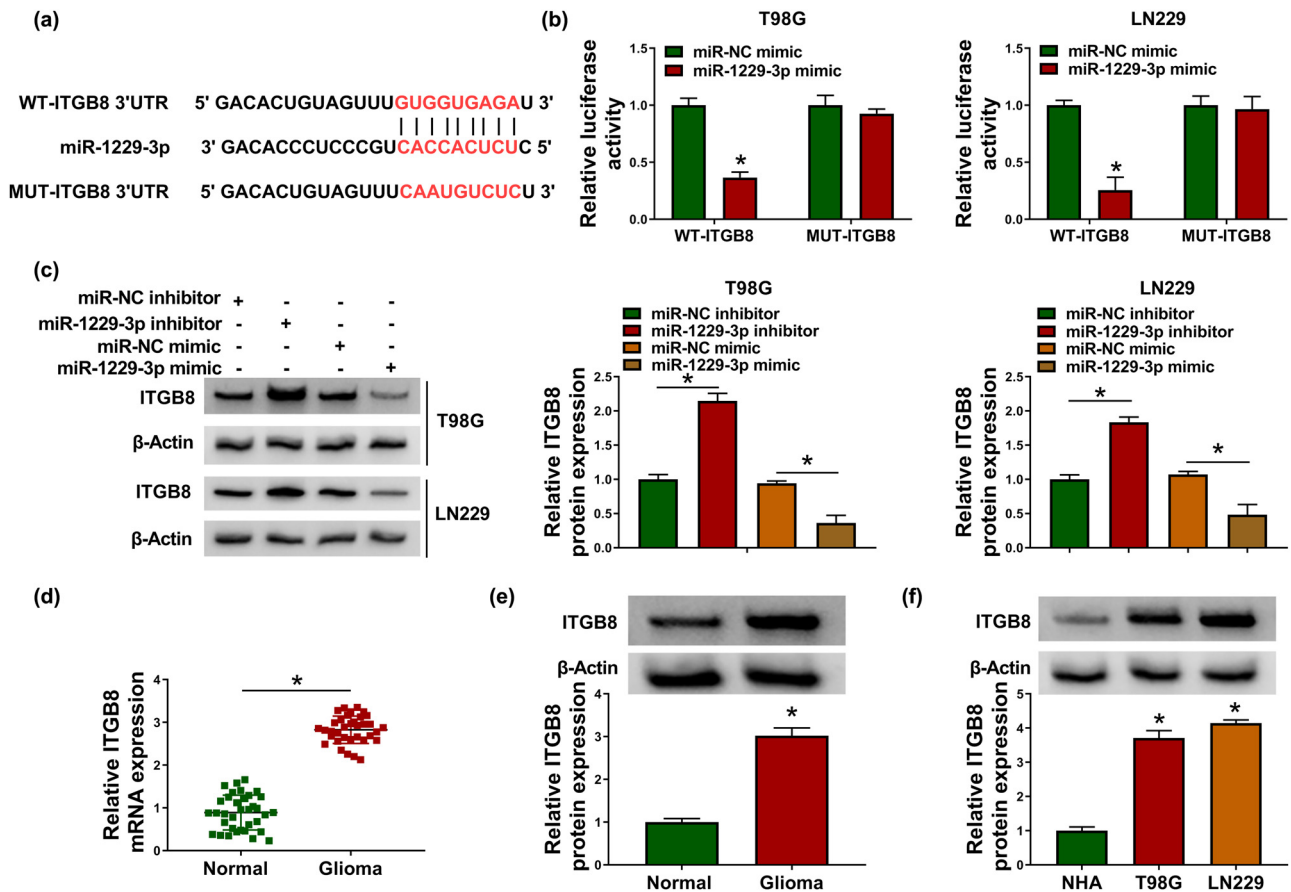 (a)
WT-ITGB8 3'UTR 5' GACACUGUAGUUUGUGGUGAGAU 3'
miR-1229-3p 3' GACACCCUCCCGUCACCACUCUC 5'
MUT-ITGB8 3'UTR 5' GACACUGUAGUUUCAAUGUCUCU 3'
(b)
T98G
miR-NC mimic
miR-1229-3p mimic
Relative luciferase
activity
1.5
1.0
0.5
0.0
WT-ITGB8 MUT-ITGB8
LN229
miR-NC mimic
miR-1229-3p mimic
Relative luciferase
activity
1.5
1.0
0.5
0.0
*
*
WT-ITGB8 MUT-ITGB8
(c)
miR-NC inhibitor + - - -
miR-1229-3p inhibitor - + - -
miR-NC mimic - - + -
miR-1229-3p mimic - - - +
ITGB8
β-Actin
T98G
ITGB8
β-Actin
LN229
T98G
miR-NC inhibitor
miR-1229-3p inhibitor
miR-NC mimic
miR-1229-3p mimic
Relative ITGB8
protein expression
2.5
2.0
1.5
1.0
0.5
0.0
* *
LN229
miR-NC inhibitor
miR-1229-3p inhibitor
miR-NC mimic
miR-1229-3p mimic
Relative ITGB8
protein expression
2.5
2.0
1.5
1.0
0.5
0.0
* *
(d)
Relative ITGB8
mRNA expression
4
3
2
1
0
*
Normal Glioma
(e)
ITGB8
β-Actin
Relative ITGB8
protein expression
4
3
2
1
0
*
Normal Glioma
(f)
ITGB8
β-Actin
Relative ITGB8
protein expression
5
4
3
2
1
0
* *
NHA T98G LN229